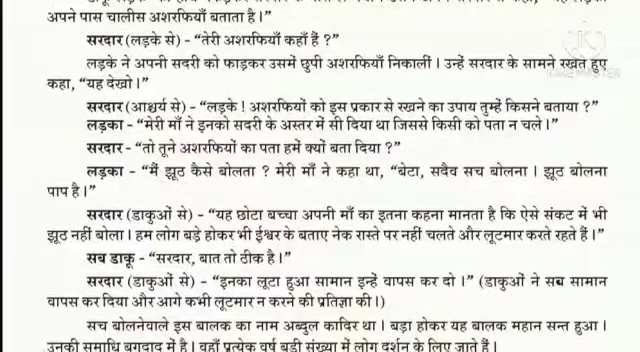 अपने पास चालीस अशरफियाँ बताता है।”
सरदार (लड़के से) - “तेरी अशरफियाँ कहाँ हैं ?”
लड़के ने अपनी सदरी को फाड़कर उसमें छुपी अशरफियाँ निकालीं । उन्हें सरदार के सामने रखते हुए
कहा, “यह देखो।”
सरदार (आश्चर्य से) - “लड़के ! अशरफियों को इस प्रकार से रखने का उपाय तुम्हें किसने बताया ?”
लड़का - “मेरी माँ ने इनको सदरी के अस्तर में सी दिया था जिससे किसी को पता न चले।”
सरदार - “तो तूने अशरफियों का पता हमें क्यों बता दिया ?”
लड़का - “मैं झूठ कैसे बोलता ? मेरी माँ ने कहा था, “बेटा, सदैव सच बोलना । झूठ बोलना
पाप है।”
सरदार (डाकुओं से) - “यह छोटा बच्चा अपनी माँ का इतना कहना मानता है कि ऐसे संकट में भी
झूठ नहीं बोला। हम लोग बड़े होकर भी ईश्वर के बताए नेक रास्ते पर नहीं चलते और लूटमार करते रहते हैं।”
सब डाकू - “सरदार, बात तो ठीक है।”
सरदार (डाकुओं से) - “इनका लूटा हुआ सामान इन्हें वापस कर दो।” (डाकुओं ने सब सामान
वापस कर दिया और आगे कभी लूटमार न करने की प्रतिज्ञा की।)
सच बोलनेवाले इस बालक का नाम अब्दुल कादिर था । बड़ा होकर यह बालक महान सन्त हुआ।
उनकी समाधि बगदाद में है। वहाँ प्रत्येक वर्ष बड़ी संख्या में लोग दर्शन के लिए जाते हैं।